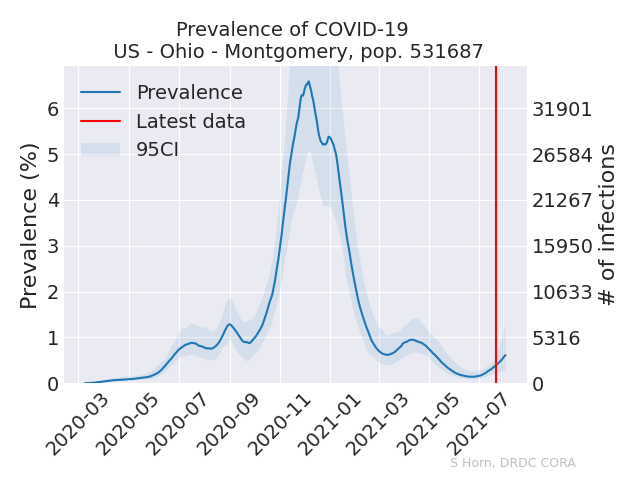 Prevalence of COVID-19
US - Ohio - Montgomery, pop. 531687
Prevalence
Latest data
95CI
Prevalence (%)
6
5
4
3
2
1
0
31901
26584
21267
15950
10633
5316
0
# of infections
2020-03
2020-05
2020-07
2020-09
2020-11
2021-01
2021-03
2021-05
2021-07
S Horn, DRDC CORA